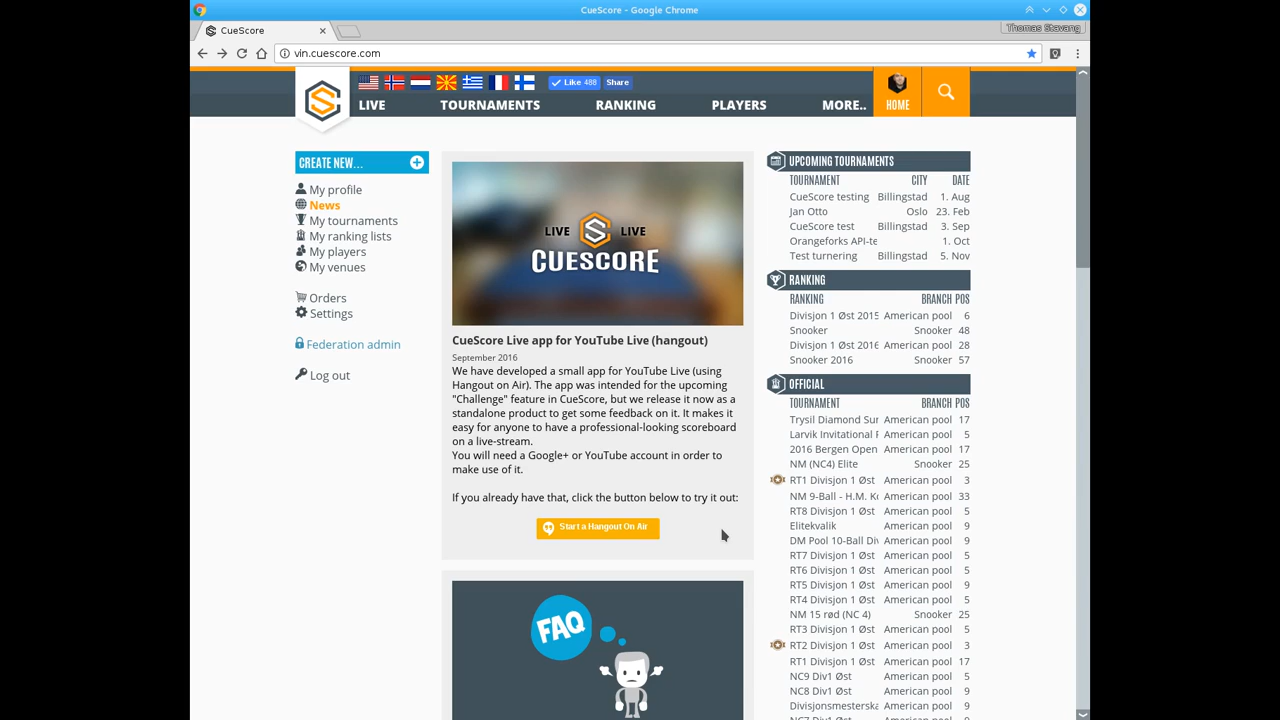 CueScore - Google Chrome
CueScore
Thomas Stavang
vin.cuescore.com
Like 488 Share
LIVE TOURNAMENTS RANKING PLAYERS MORE.. HOME
CREATE NEW...
My profile
News
My tournaments
My ranking lists
My players
My venues
Orders
Settings
Federation admin
Log out
LIVE LIVE
CUESCORE
CueScore Live app for YouTube Live (hangout)
September 2016
We have developed a small app for YouTube Live (using
Hangout on Air). The app was intended for the upcoming
"Challenge" feature in CueScore, but we release it now as a
standalone product to get some feedback on it. It makes it
easy for anyone to have a professional-looking scoreboard
on a live-stream.
You will need a Google+ or YouTube account in order to
make use of it.
If you already have that, click the button below to try it out:
Start a Hangout On Air
FAQ
UPCOMING TOURNAMENTS
TOURNAMENT CITY DATE
CueScore testing Billingstad 1. Aug
Jan Otto Oslo 23. Feb
CueScore test Billingstad 3. Sep
Orangeforks API-te Billingstad 1. Oct
Test turnering Billingstad 5. Nov
RANKING
RANKING BRANCH POS
Divisjon 1 Øst 2015 American pool 6
Snooker Snooker 48
Divisjon 1 Øst 2016 American pool 28
Snooker 2016 Snooker 57
OFFICIAL
TOURNAMENT BRANCH POS
Trysil Diamond Sur American pool 17
Larvik Invitational F American pool 5
2016 Bergen Open American pool 17
NM (NC4) Elite Snooker 25
RT1 Divisjon 1 Øst American pool 3
NM 9-Ball - H.M. Ko American pool 33
RT8 Divisjon 1 Øst American pool 5
Elitekvalik American pool 9
DM Pool 10-Ball Div American pool 9
RT7 Divisjon 1 Øst American pool 5
RT6 Divisjon 1 Øst American pool 5
RT5 Divisjon 1 Øst American pool 9
RT4 Divisjon 1 Øst American pool 5
NM 15 rød (NC 4) Snooker 25
RT3 Divisjon 1 Øst American pool 5
RT2 Divisjon 1 Øst American pool 3
RT1 Divisjon 1 Øst American pool 17
NC9 Div1 Øst American pool 5
NC8 Div1 Øst American pool 9
Divisjonsmesterska American pool 9